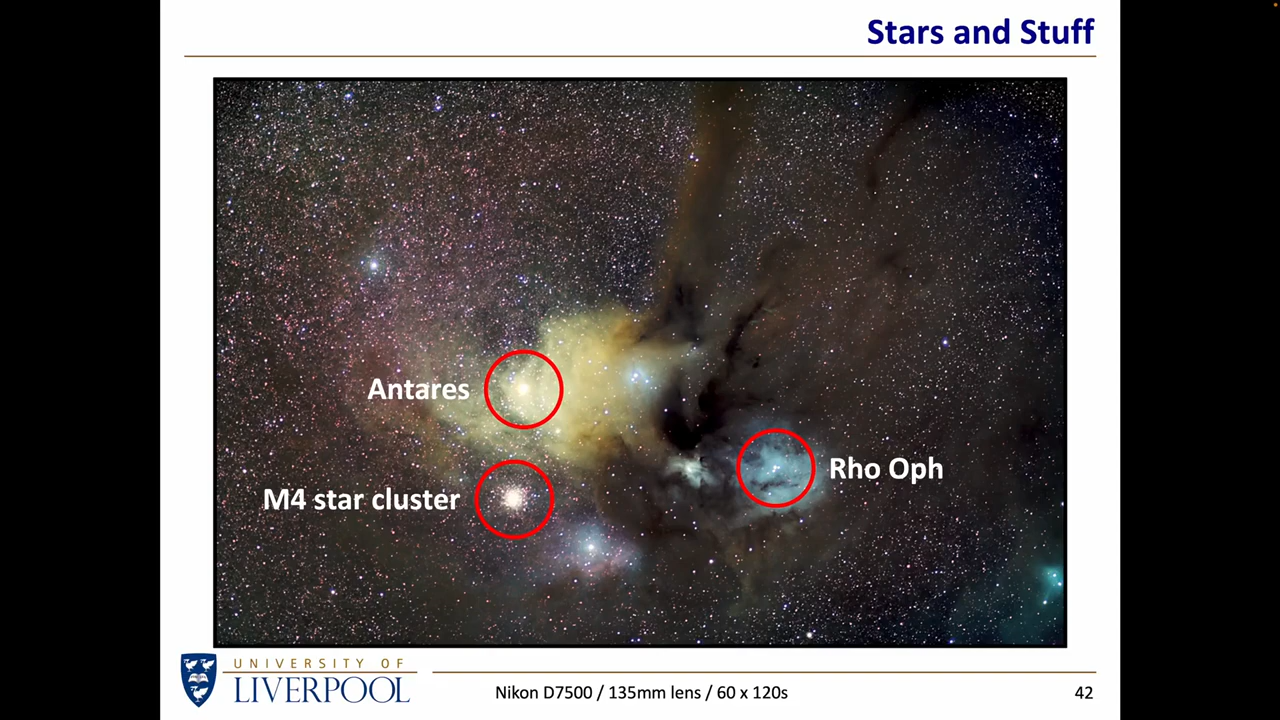 Stars and Stuff
Antares
Rho Oph
M4 star cluster
UNIVERSITY OF
LIVERPOOL
Nikon D7500 / 135mm lens / 60 x 120s
42